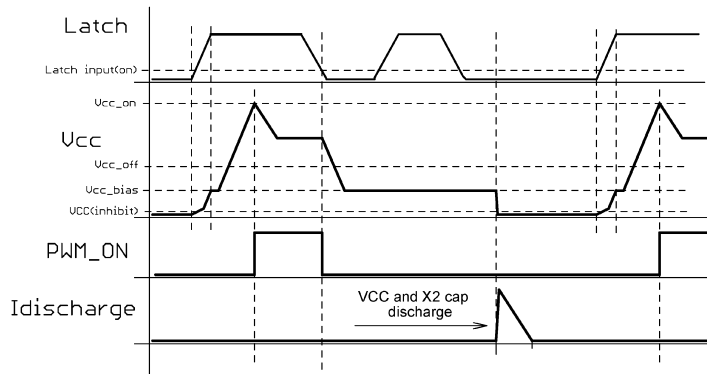 Latch
Latch input(on)
Vcc_on
Vcc
Vcc_off
Vcc_bias
VCC(inhibit)
PWM_ON
Idischarge
VCC and X2 cap
discharge